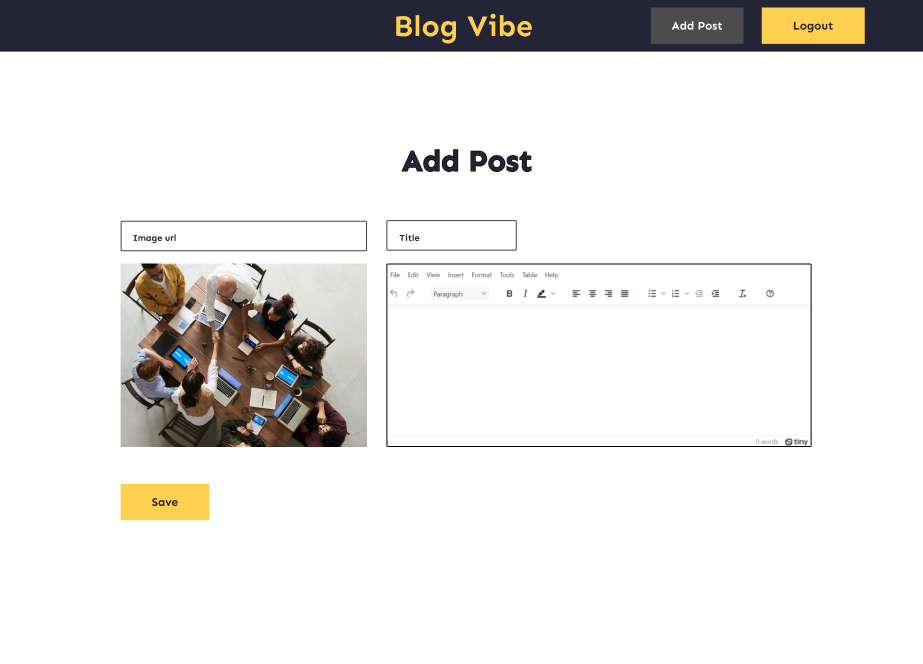 Blog Vibe
Add Post
Logout
Add Post
Image url
Title
File Edit View Insert Format Tools Table Help
Paragraph B I
0 words tiny
Save